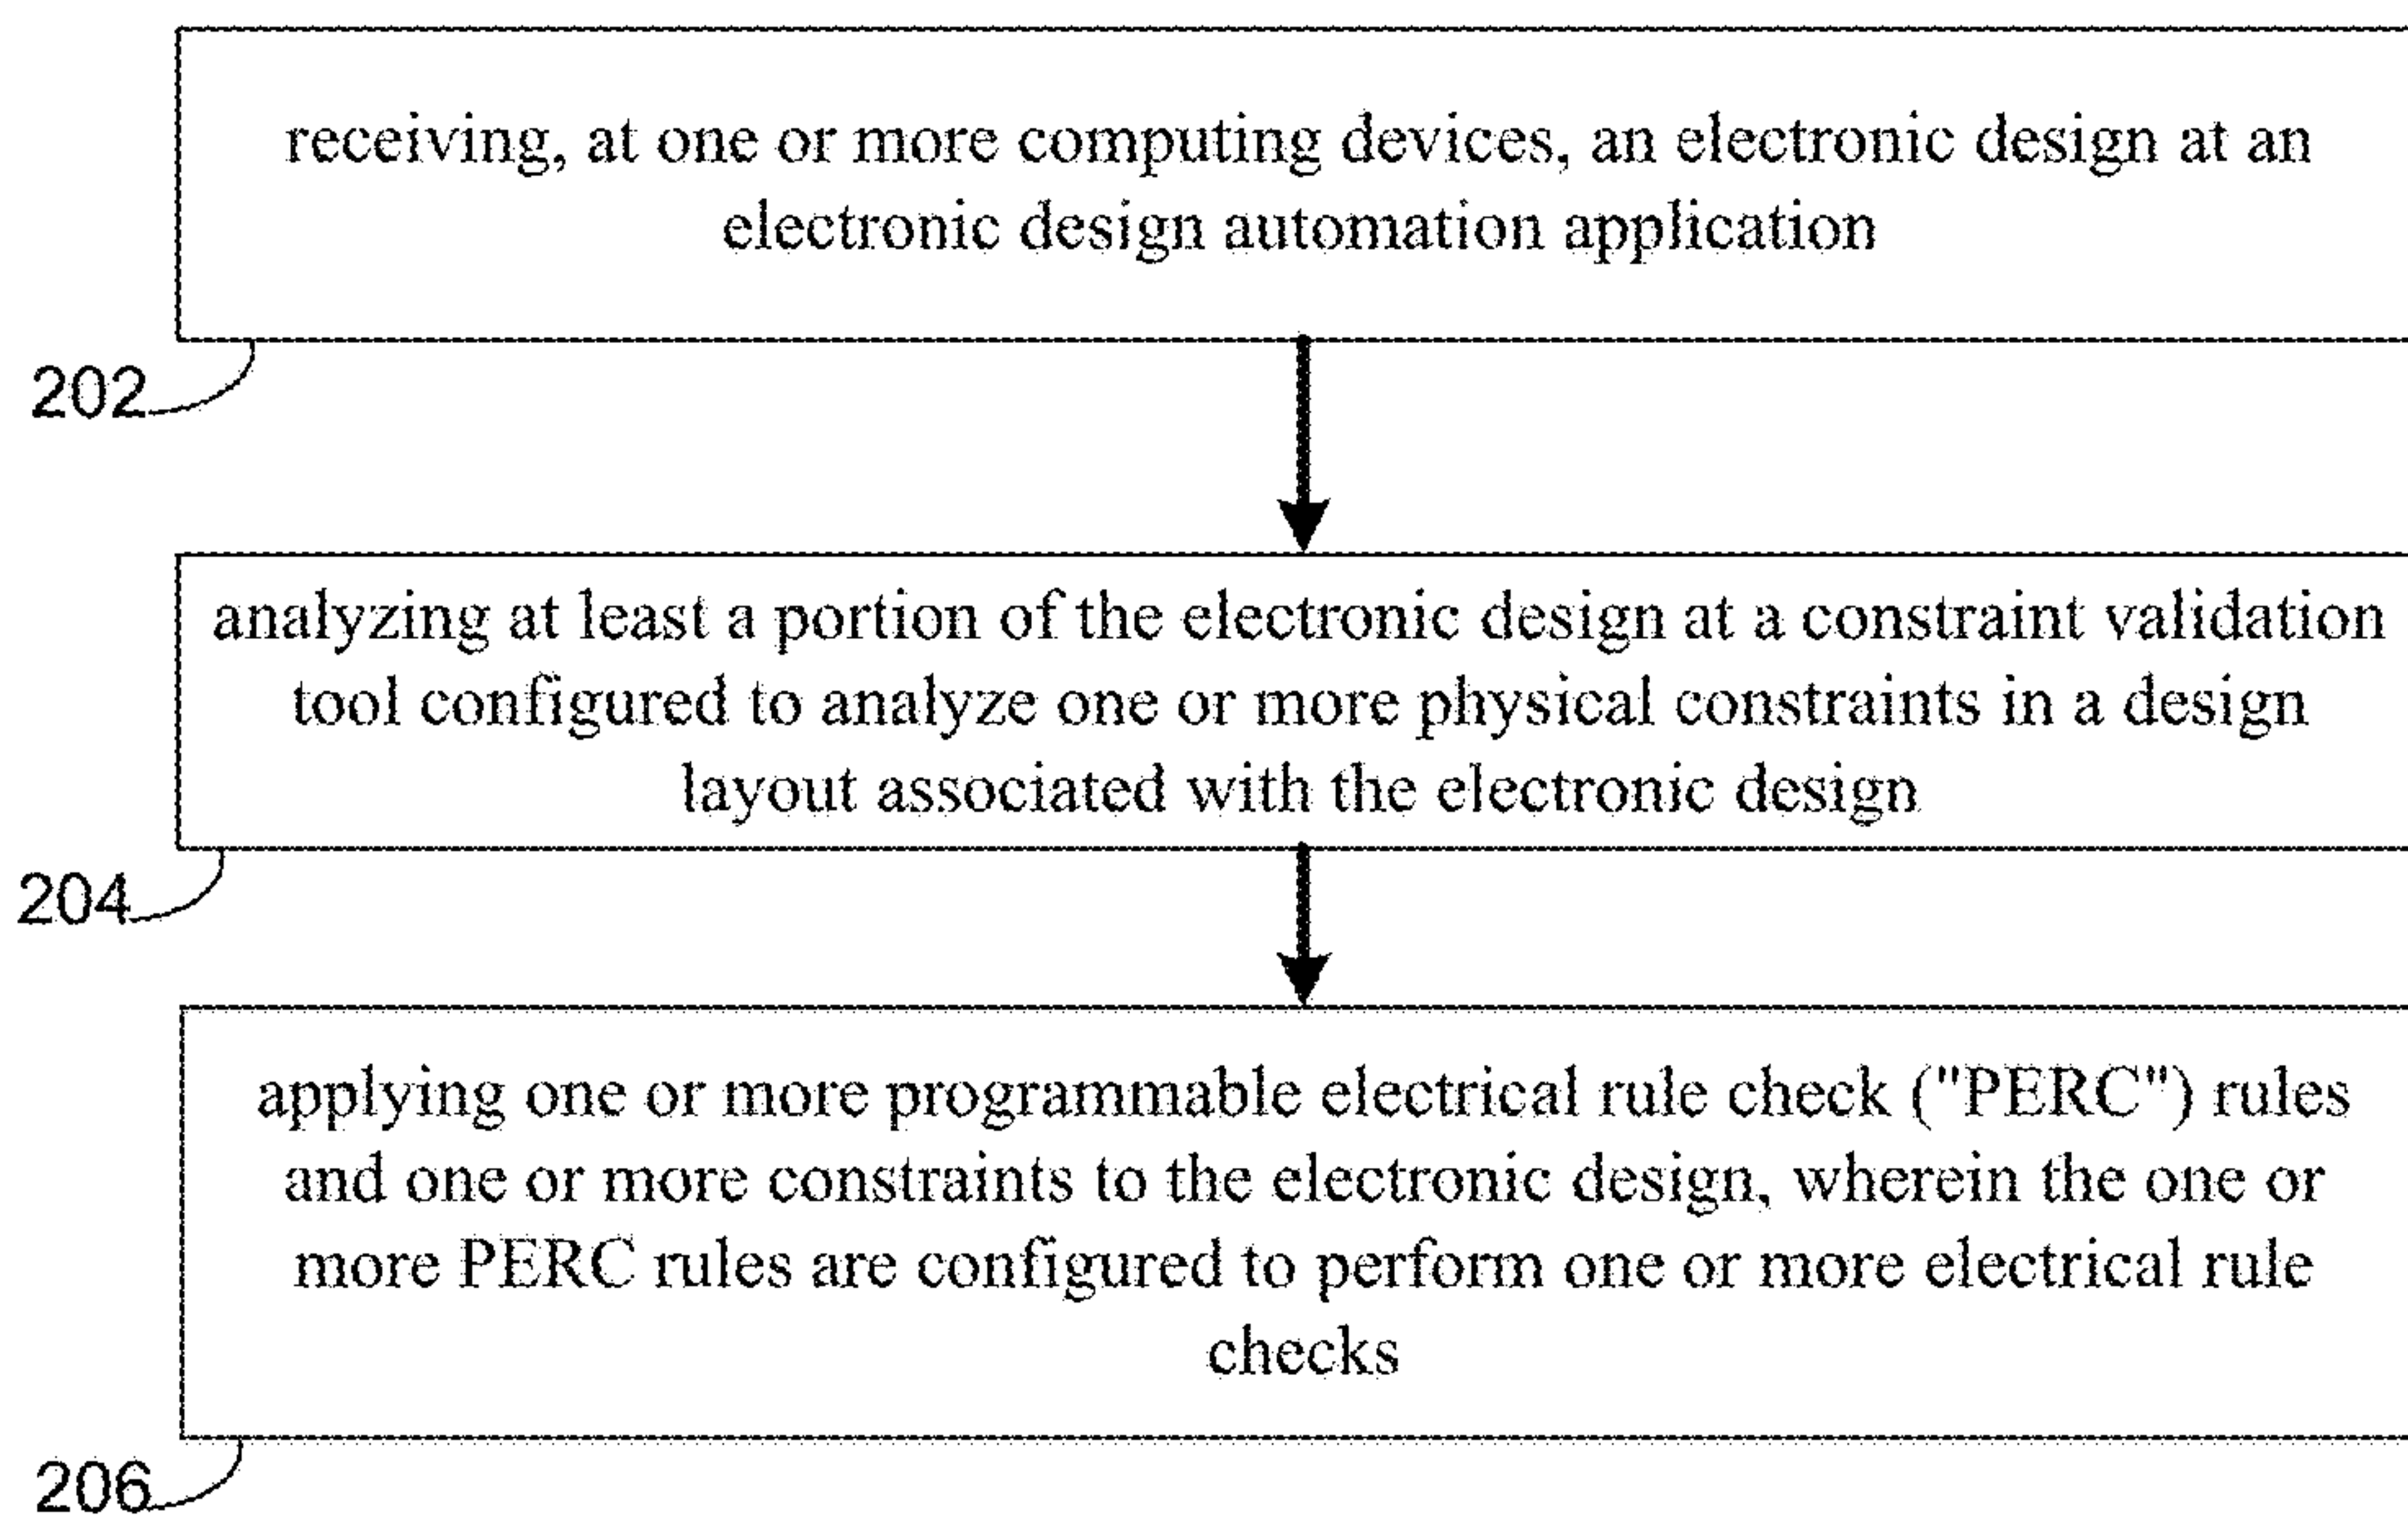 receiving, at one or more computing devices, an electronic design at an
electronic design automation application
202
analyzing at least a portion of the electronic design at a constraint validation
tool configured to analyze one or more physical constraints in a design
layout associated with the electronic design
204
applying one or more programmable electrical rule check ("PERC") rules
and one or more constraints to the electronic design, wherein the one or
more PERC rules are configured to perform one or more electrical rule
checks
206